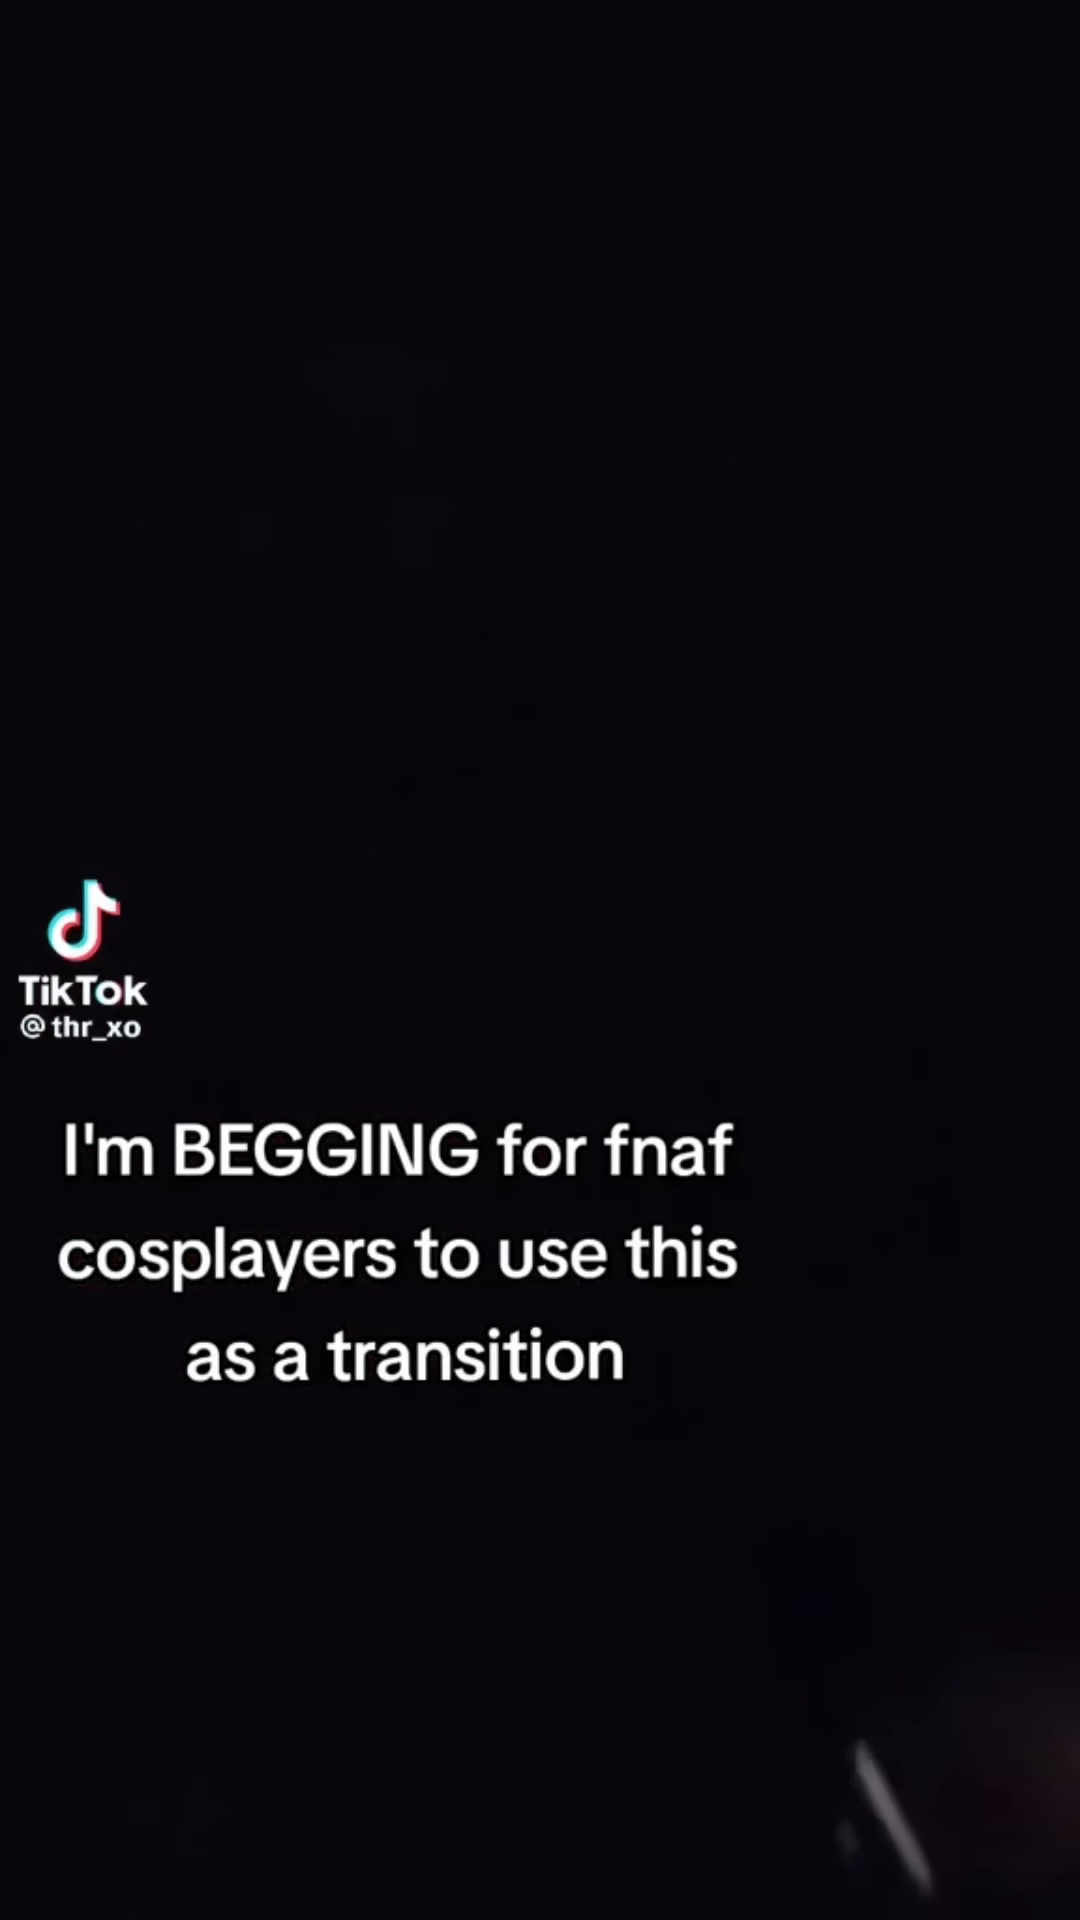 TikTok
@thr_xo
I'm BEGGING for fnaf
cosplayers to use this
as a transition